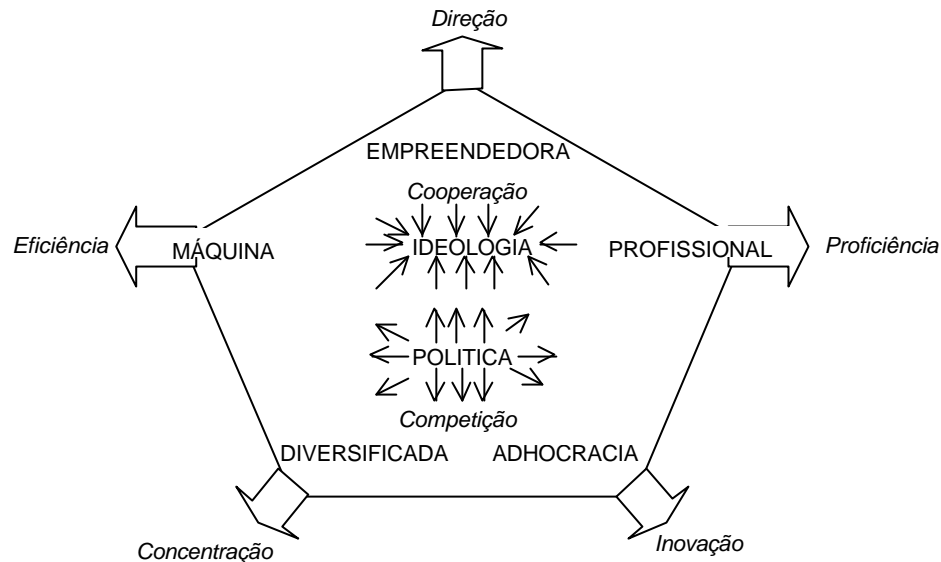 Direção
EMPREENDEDORA
Cooperação
Eficiência
MÁQUINA
IDEOLOGIA
PROFISSIONAL
Proficiência
POLITICA
Competição
DIVERSIFICADA
ADHOCRACIA
Concentração
Inovação